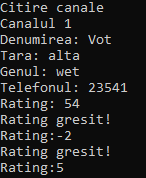 Citire canale
Canalul 1
Denumirea: Vot
Tara: alta
Genul: wet
Telefonul: 23541
Rating: 54
Rating gresit!
Rating:-2
Rating gresit!
Rating:5